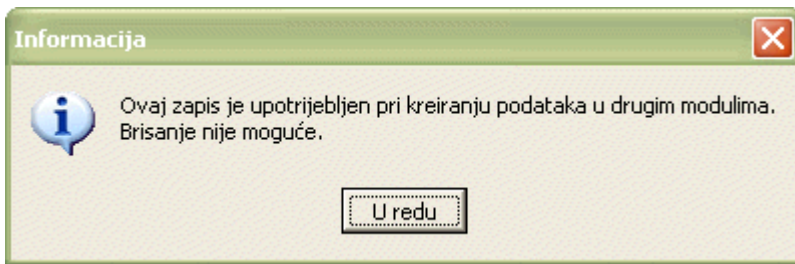 Informacija
Ovaj zapis je upotrijebljen pri kreiranju podataka u drugim modulima.
Brisanje nije moguće.
U redu